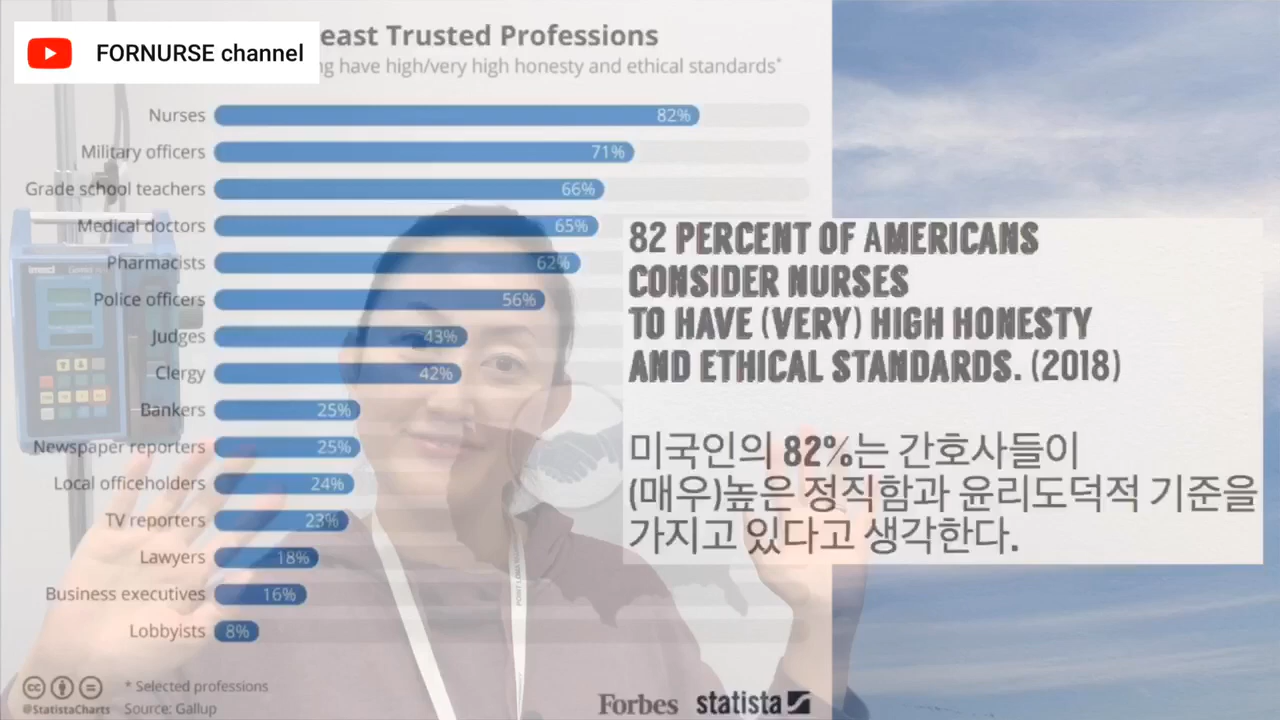 FORNURSE channel
east Trusted Professions
ng have high/very high honesty and ethical standards*
Nurses 82%
Military officers 71%
Grade school teachers 66%
Medical doctors 65%
Pharmacists 62%
Police officers 56%
Judges 43%
Clergy 42%
Bankers 25%
Newspaper reporters 25%
Local officeholders 24%
TV reporters 23%
Lawyers 18%
Business executives 16%
Lobbyists 8%
82 PERCENT OF AMERICANS
CONSIDER NURSES
TO HAVE (VERY) HIGH HONESTY
AND ETHICAL STANDARDS. (2018)
미국인의 82%는 간호사들이
(매우)높은 정직함과 윤리도덕적 기준을
가지고 있다고 생각한다.
* Selected professions
@StatistaCharts Source: Gallup
Forbes statista